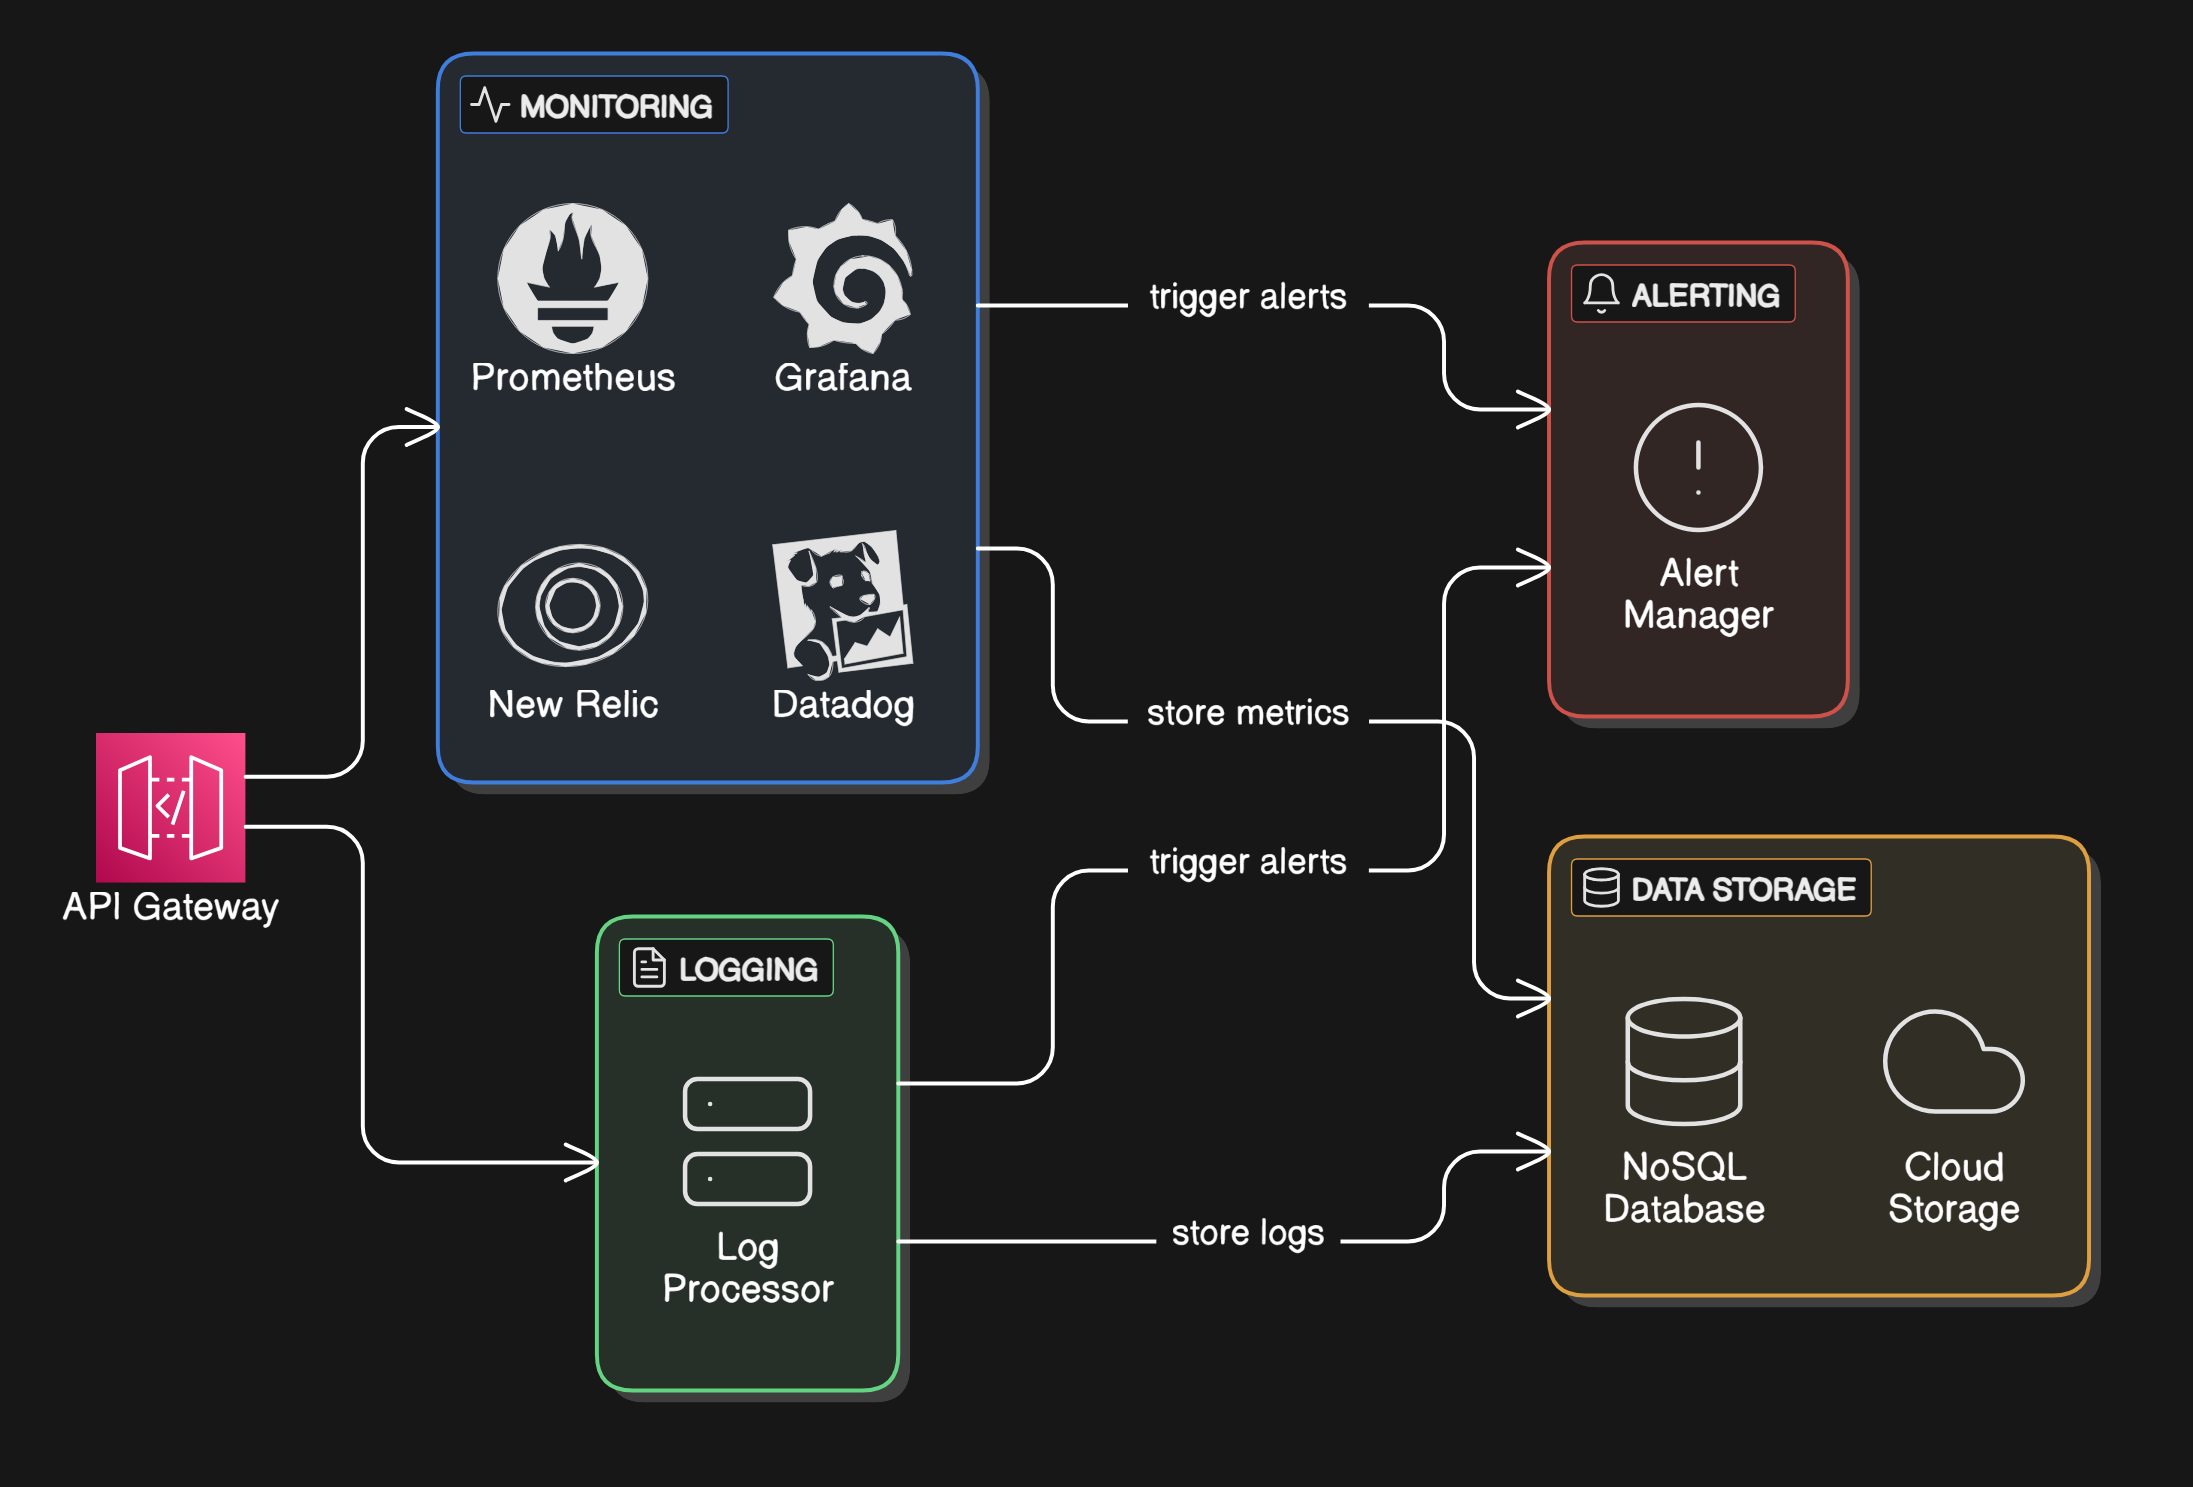 MONITORING
Prometheus
Grafana
New Relic
Datadog
API Gateway
LOGGING
Log
Processor
trigger alerts
store metrics
trigger alerts
store logs
ALERTING
Alert
Manager
DATA STORAGE
NoSQL
Database
Cloud
Storage